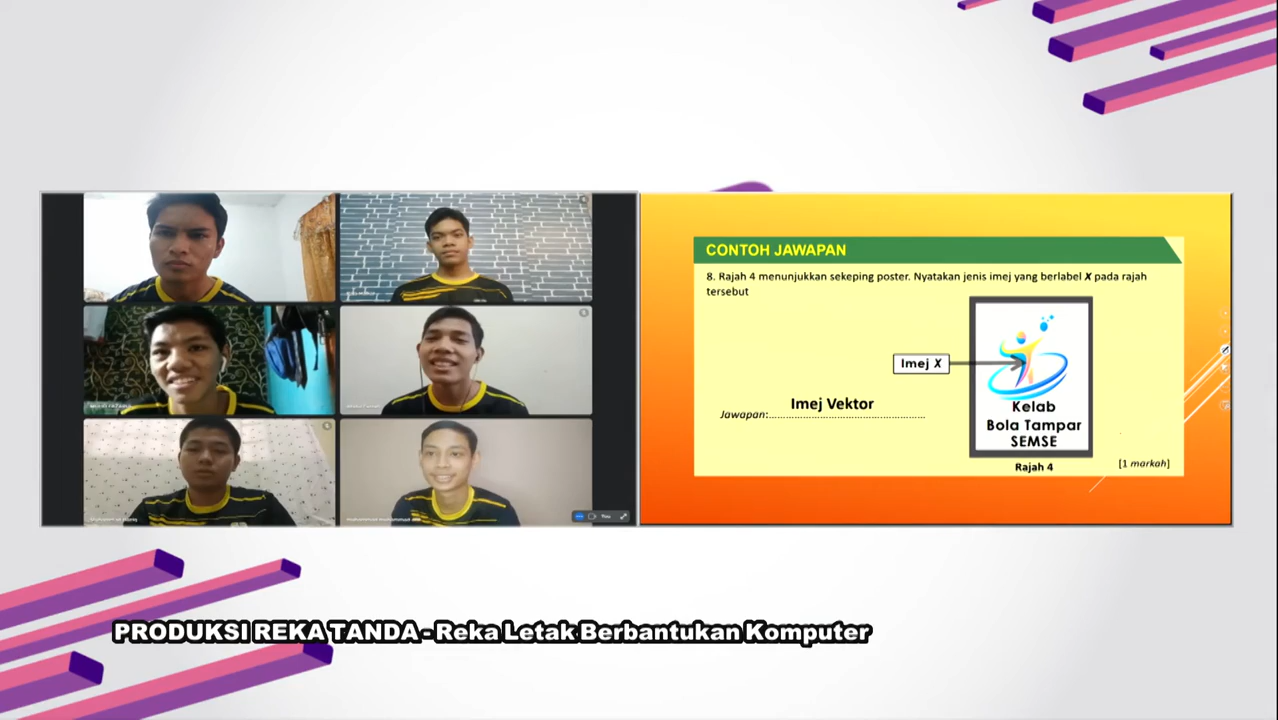 CONTOH JAWAPAN
8. Rajah 4 menunjukkan sekeping poster. Nyatakan jenis imej yang berlabel X pada rajah
tersebut
Imej X
Imej Vektor
Jawapan:..............................................................
Kelab
Bola Tampar
SEMSE
Rajah 4
[1 markah]
PRODUKSI REKA TANDA - Reka Letak Berbantukan Komputer